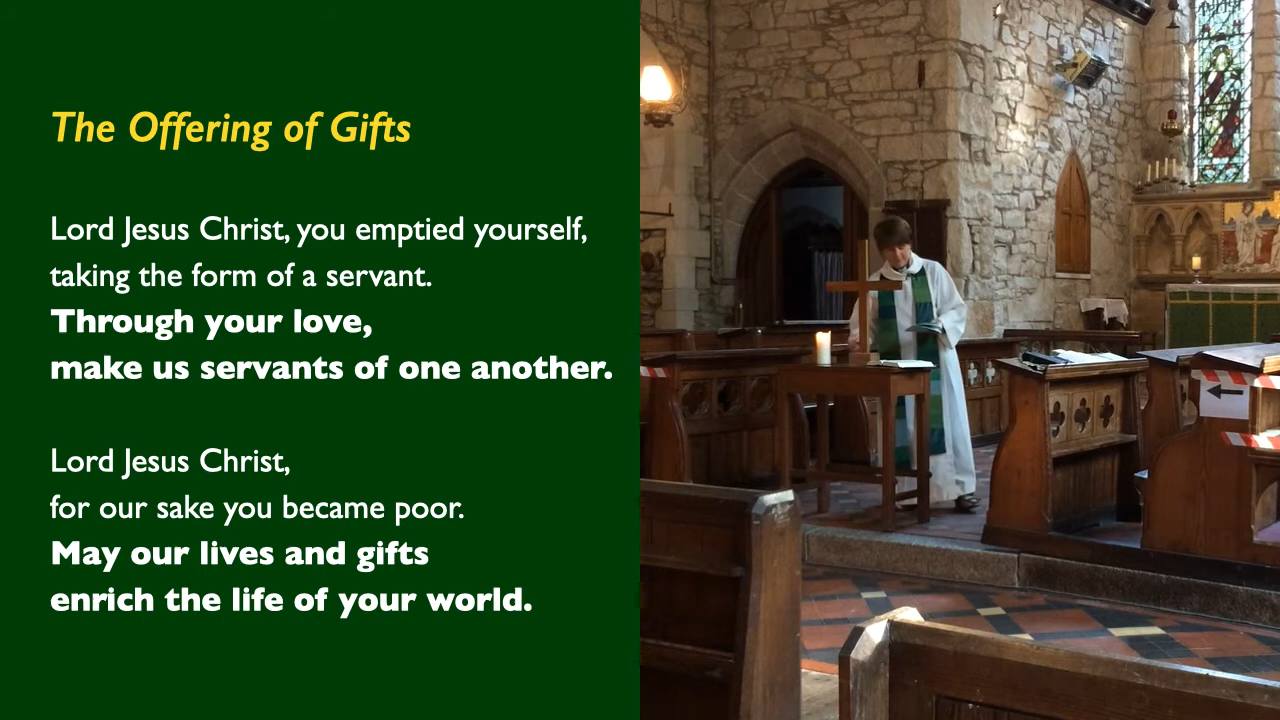 The Offering of Gifts
Lord Jesus Christ, you emptied yourself,
taking the form of a servant.
Through your love,
make us servants of one another.
Lord Jesus Christ,
for our sake you became poor.
May our lives and gifts
enrich the life of your world.